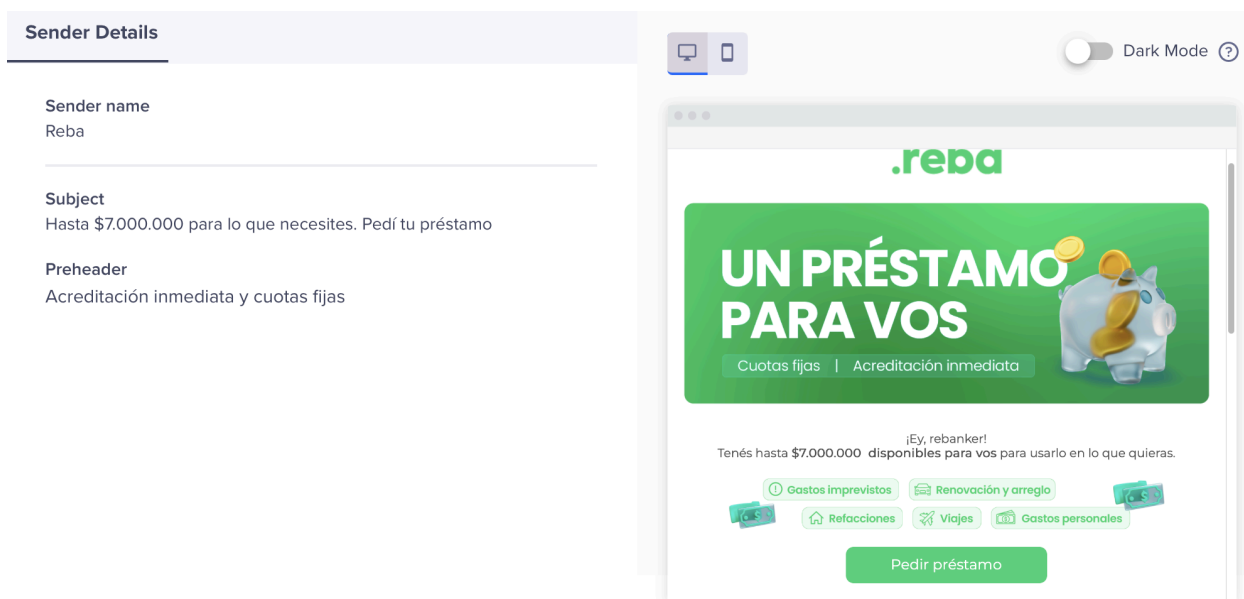 Sender Details
Sender name
Reba
Subject
Hasta $7.000.000 para lo que necesites. Pedí tu préstamo
Preheader
Acreditación inmediata y cuotas fijas
Dark Mode ?
.reba
UN PRÉSTAMO
PARA VOS
Cuotas fijas | Acreditación inmediata
¡Ey, rebanker!
Tenés hasta $7.000.000 disponibles para vos para usarlo en lo que quieras.
Gastos imprevistos Renovación y arreglo
Refacciones Viajes Gastos personales
Pedir préstamo